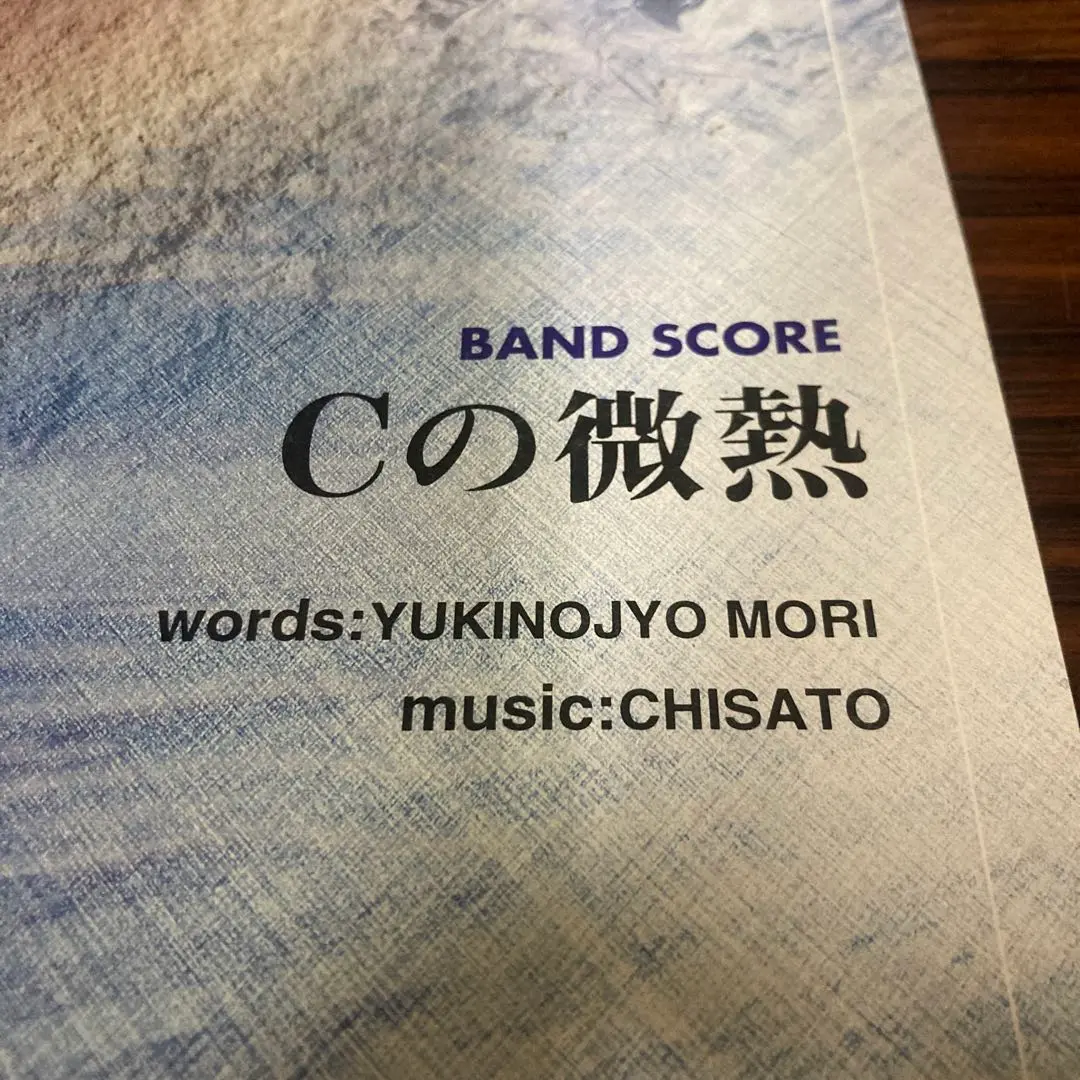 BAND SCORE
Cの微熱
words:YUKINOJYO MORI
music:CHISATO